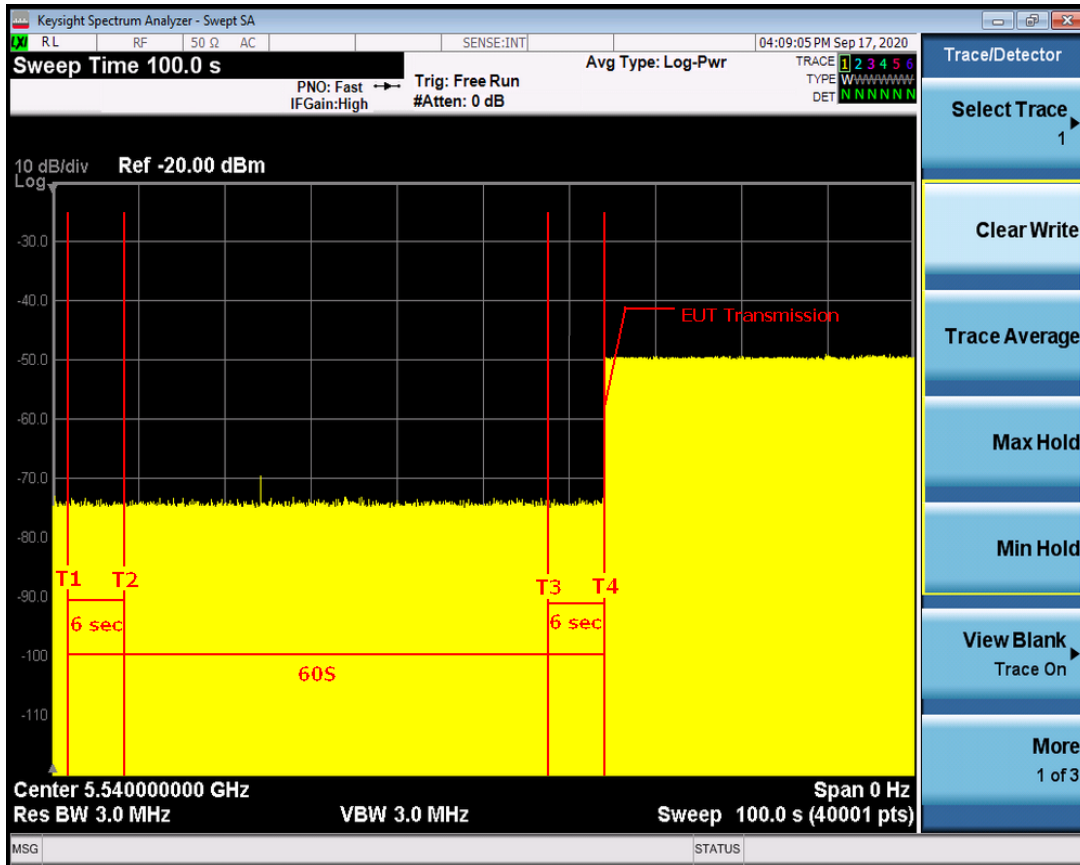 Keysight Spectrum Analyzer - Swept SA
LXI RL RF 50 Ω AC SENSE:INT 04:09:05 PM Sep 17, 2020
Sweep Time 100.0 s
PNO: Fast
IFGain:High
Trig: Free Run
#Atten: 0 dB
Avg Type: Log-Pwr
TRACE 1 2 3 4 5 6
TYPE WWWWWWW
DET N N N N N N
10 dB/div Ref -20.00 dBm
Log
-30.0
-40.0
EUT Transmission
-50.0
-60.0
-70.0
-80.0
T1 T2 T3 T4
-90.0
6 sec 6 sec
-100
60S
-110
Center 5.540000000 GHz Span 0 Hz
Res BW 3.0 MHz VBW 3.0 MHz Sweep 100.0 s (40001 pts)
MSG STATUS
Trace/Detector
Select Trace
1
Clear Write
Trace Average
Max Hold
Min Hold
View Blank
Trace On
More
1 of 3